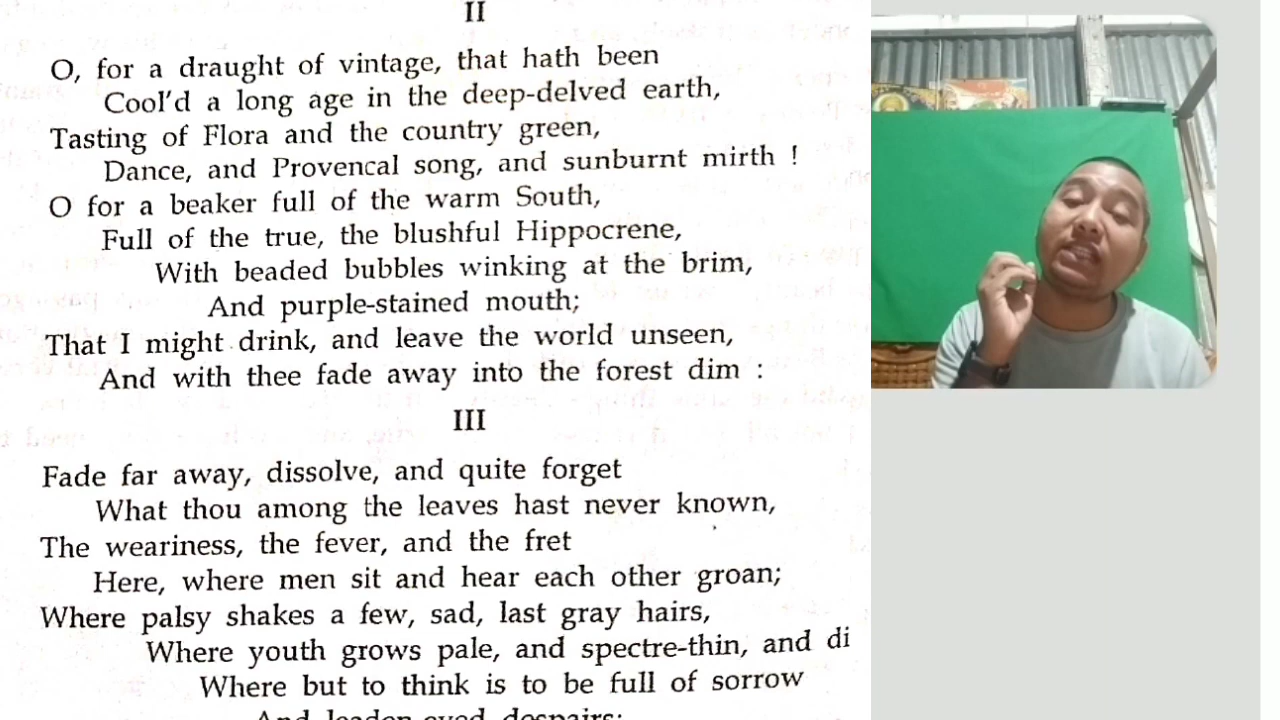 II
O, for a draught of vintage, that hath been
Cool'd a long age in the deep-delved earth,
Tasting of Flora and the country green,
Dance, and Provencal song, and sunburnt mirth !
O for a beaker full of the warm South,
Full of the true, the blushful Hippocrene,
With beaded bubbles winking at the brim,
And purple-stained mouth;
That I might drink, and leave the world unseen,
And with thee fade away into the forest dim :
III
Fade far away, dissolve, and quite forget
What thou among the leaves hast never known,
The weariness, the fever, and the fret
Here, where men sit and hear each other groan;
Where palsy shakes a few, sad, last gray hairs,
Where youth grows pale, and spectre-thin, and di
Where but to think is to be full of sorrow
And leaden-eyed despairs;